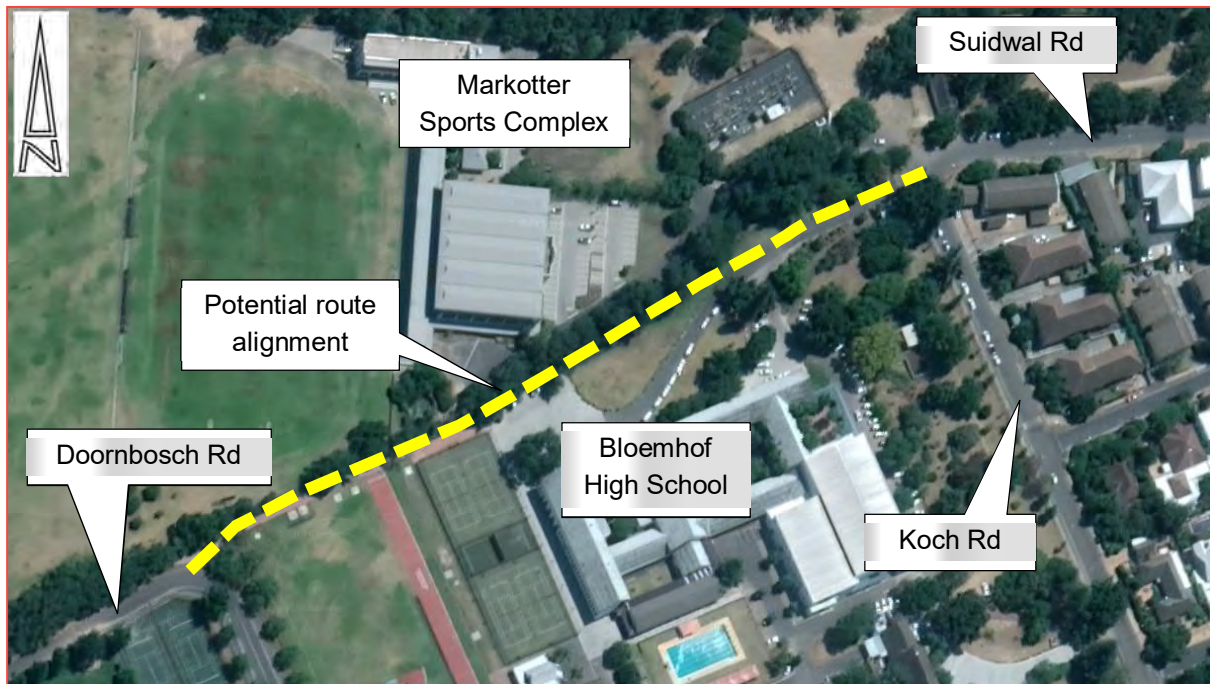 N
Suidwal Rd
Markotter
Sports Complex
Potential route
alignment
Doornbosch Rd
Bloemhof
High School
Koch Rd